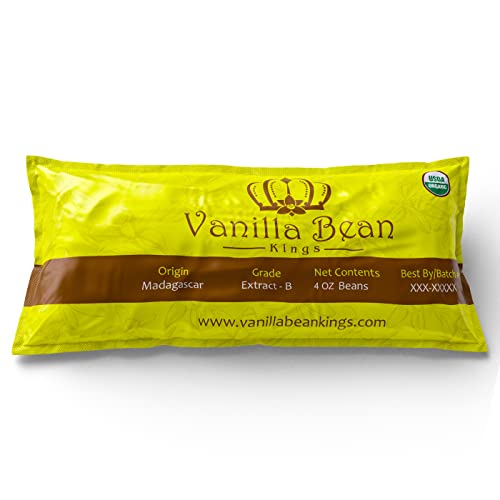 USDA
ORGANIC
Vanilla Bean
Kings
Origin Grade Net Contents Best By/Batch
Madagascar Extract - B 4 OZ Beans XXX-XXXXX
www.vanillabeankings.com